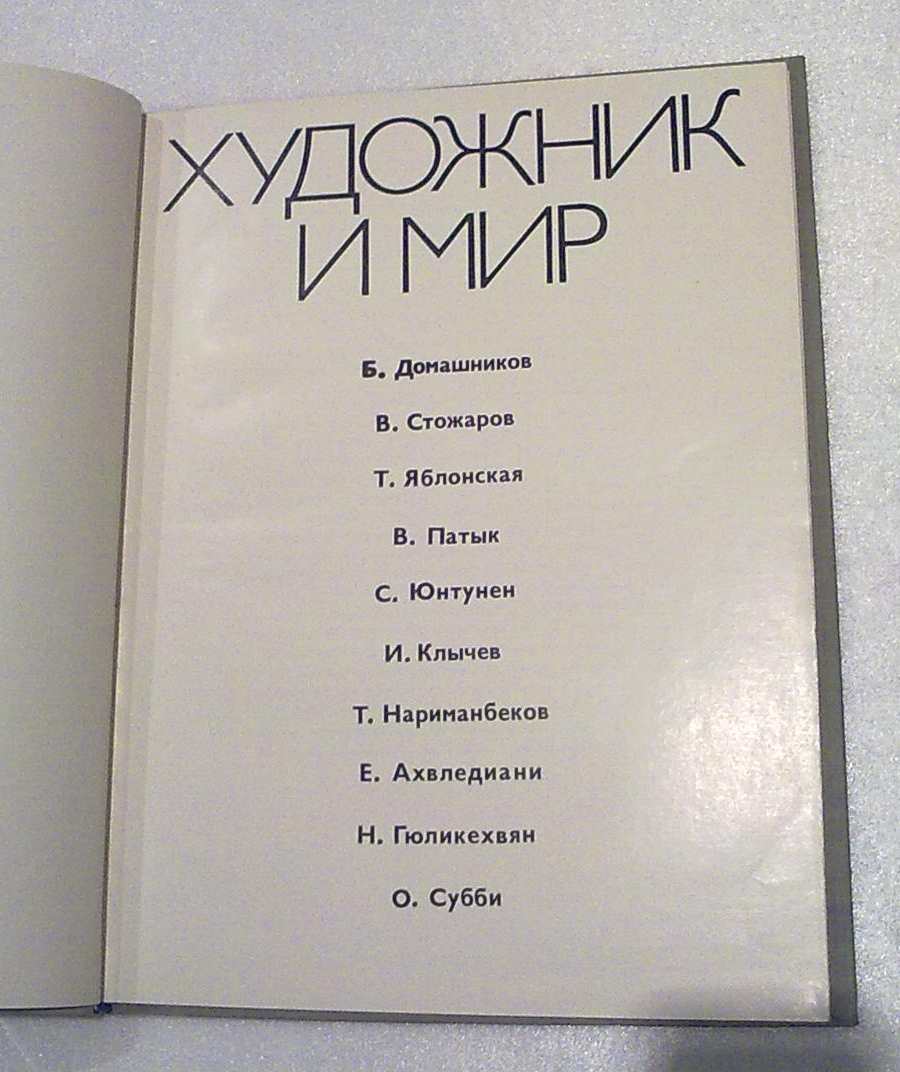 ХУДОЖНИК
И МИР
Б. Домашников
В. Стожаров
Т. Яблонская
В. Патык
С. Юнтунен
И. Клычев
Т. Нариманбеков
Е. Ахвледиани
Н. Гюликехвян
О. Субби